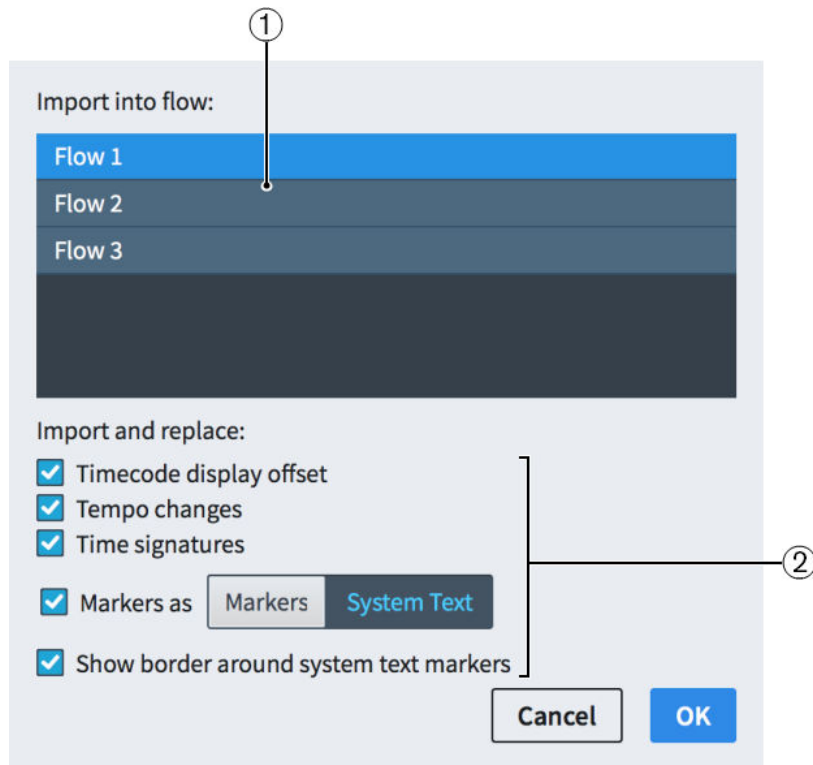 ①
Import into flow:
Flow 1
Flow 2
Flow 3
Import and replace:
Timecode display offset
Tempo changes
Time signatures
②
Markers as Markers System Text
Show border around system text markers
Cancel OK